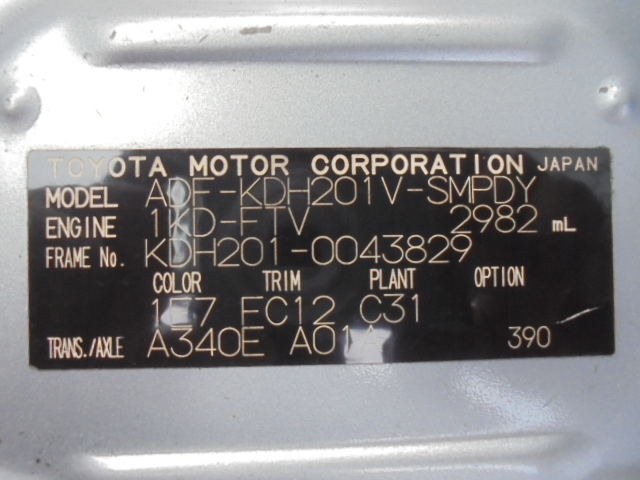 TOYOTA MOTOR CORPORATION JAPAN
MODEL ADF-KDH201V-SMPDY
ENGINE 1KD-FTV 2982 mL
FRAME No. KDH201-0043829
COLOR TRIM PLANT OPTION
1E7 FC12 C31
TRANS./AXLE A340E A01A 390